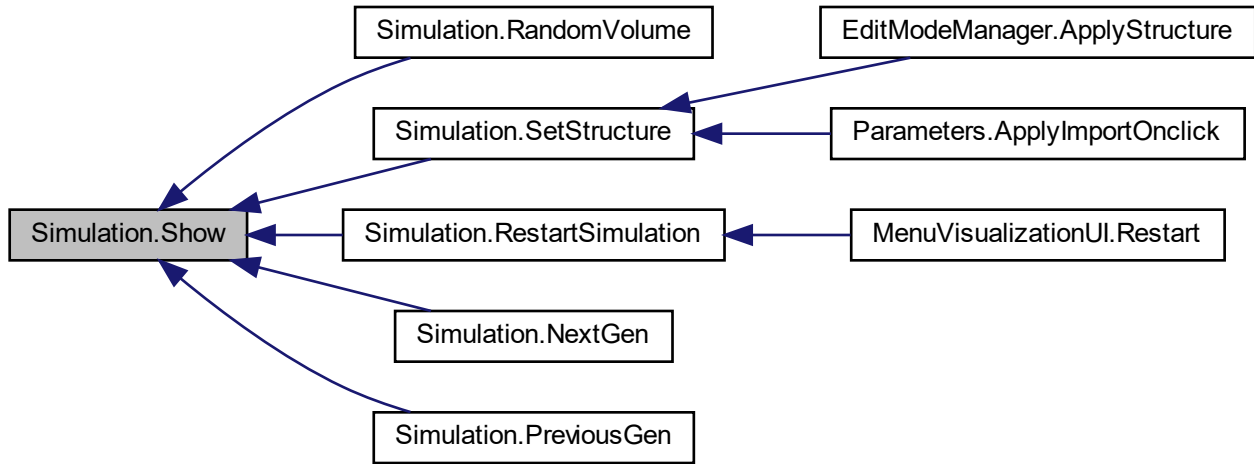 Simulation.RandomVolume
EditModeManager.ApplyStructure
Simulation.SetStructure
Parameters.ApplyImportOnclick
Simulation.Show
Simulation.RestartSimulation
MenuVisualizationUI.Restart
Simulation.NextGen
Simulation.PreviousGen